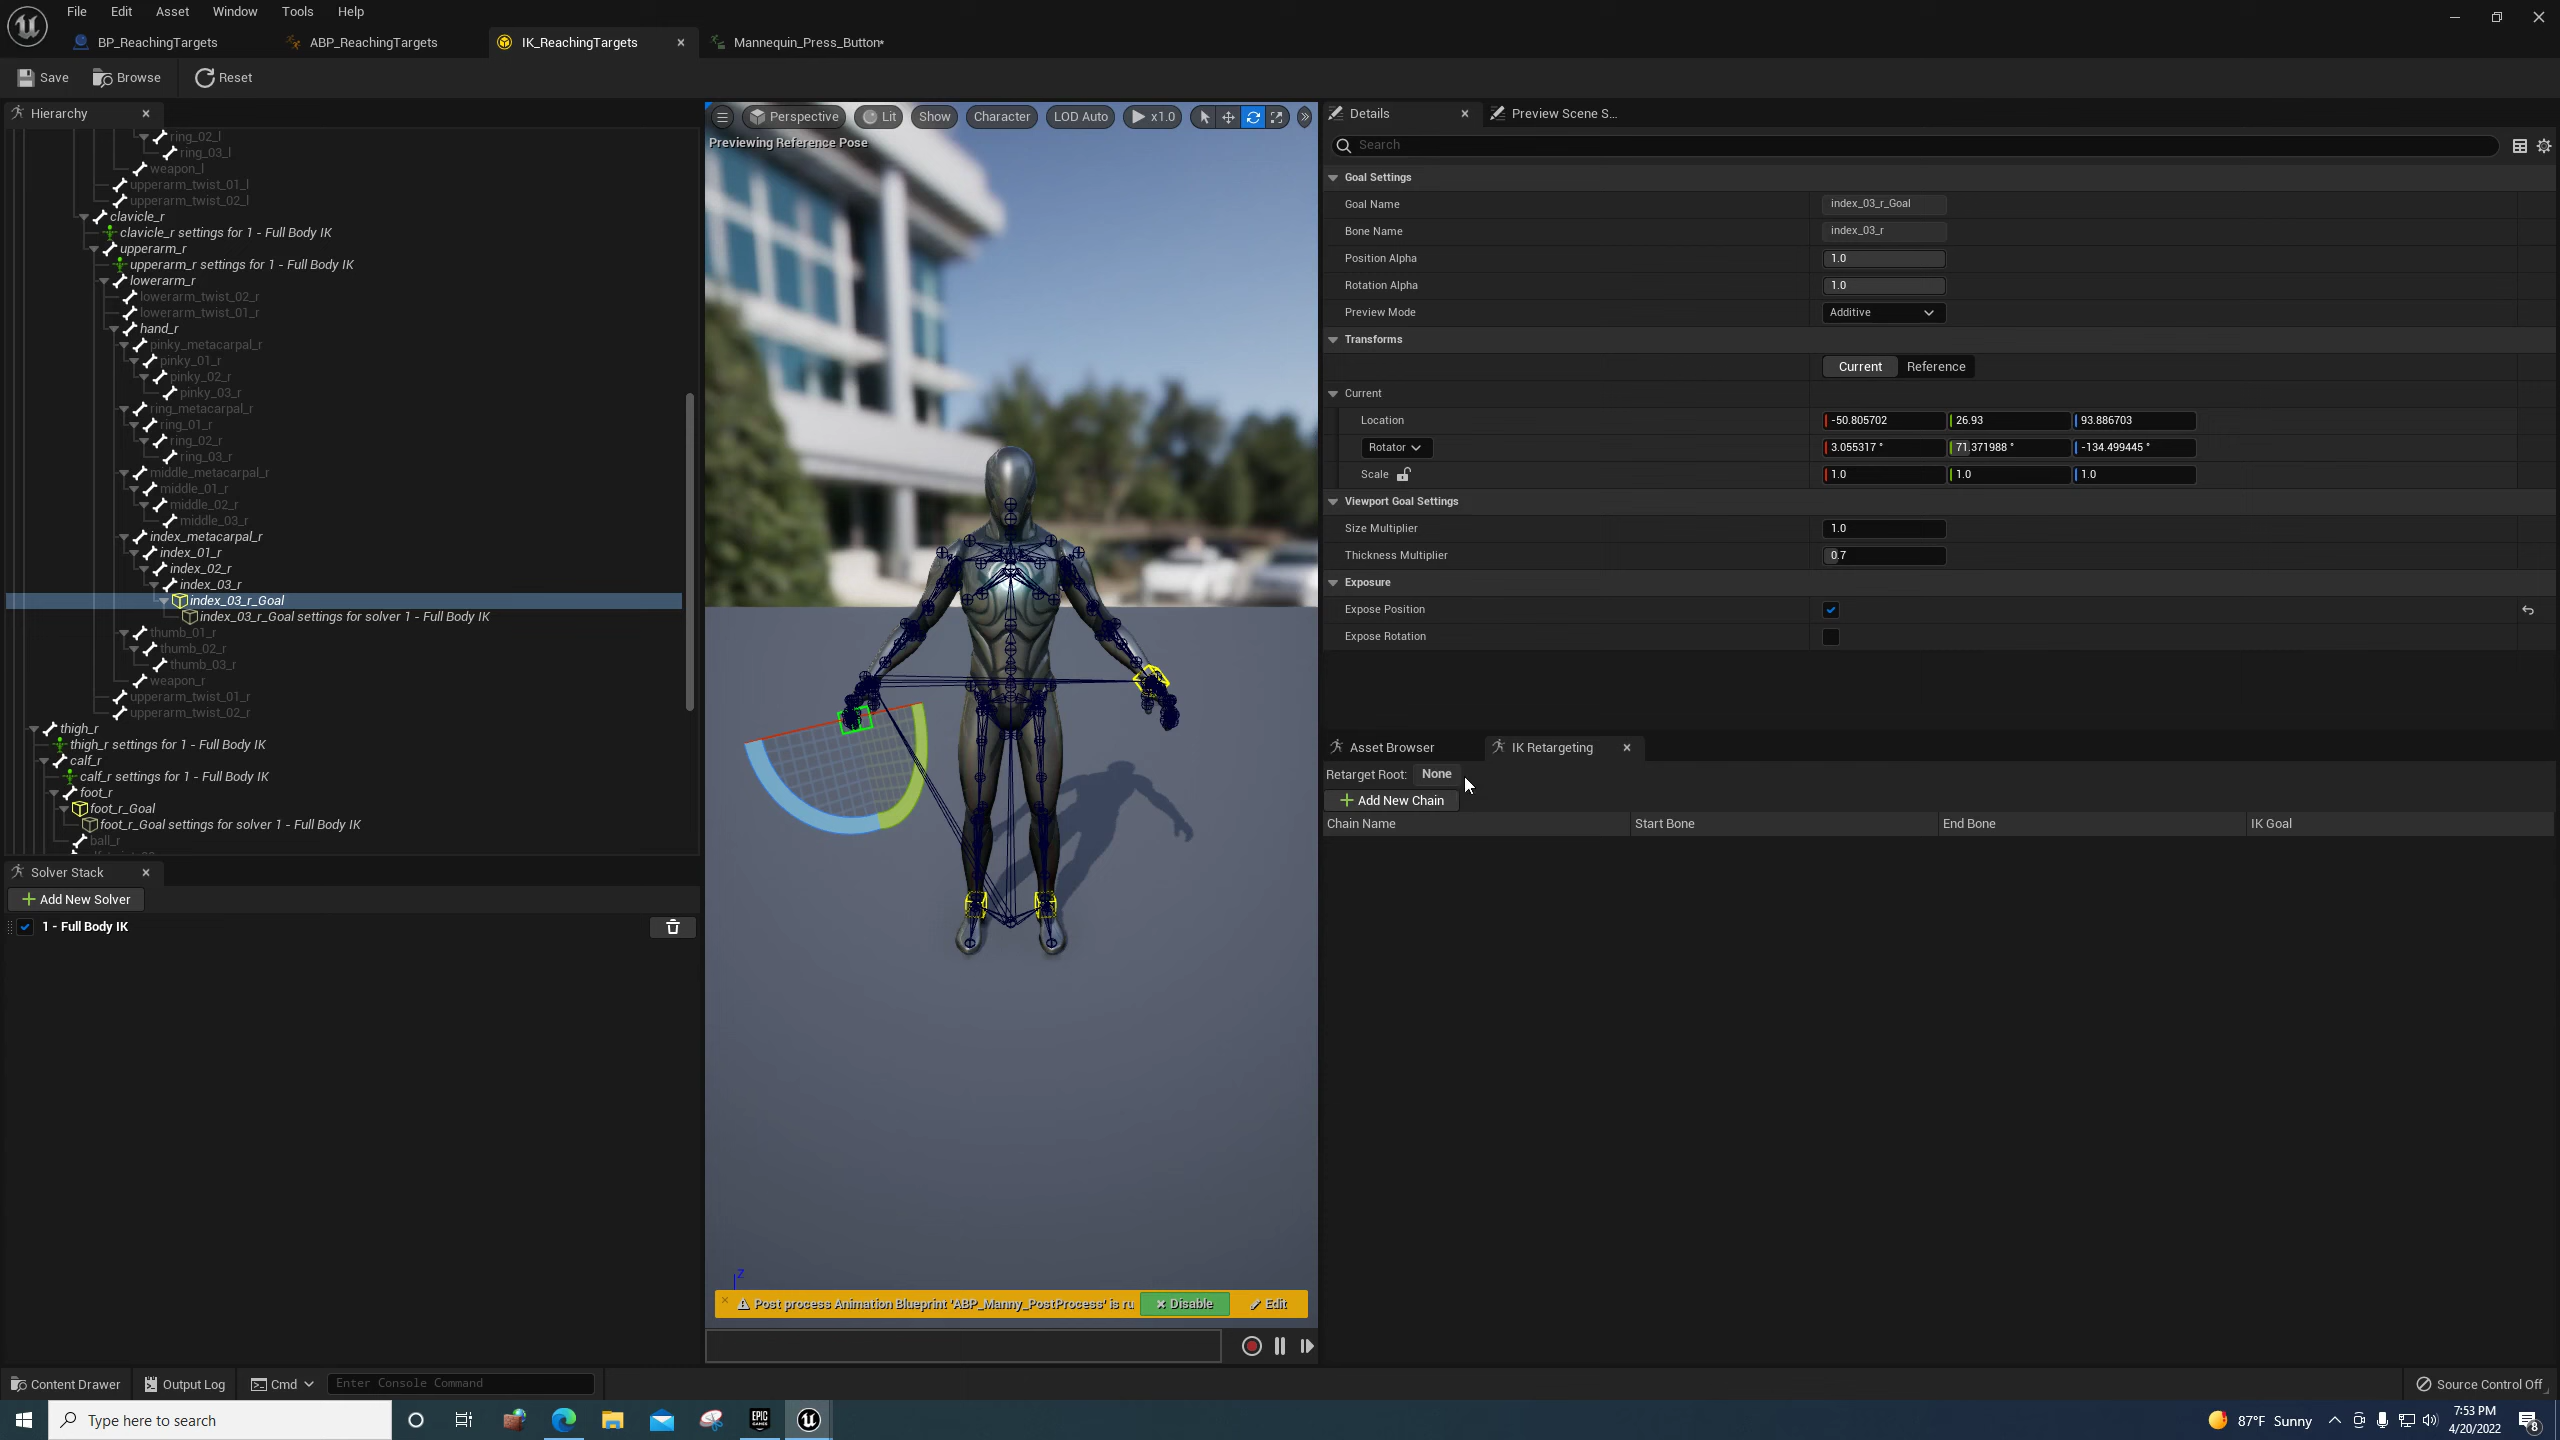 File Edit Asset Window Tools Help
BP_ReachingTargets ABP_ReachingTargets IK_ReachingTargets Mannequin_Press_Button*
Save Browse Reset
Hierarchy
ring_02_l
ring_03_l
weapon_l
upperarm_twist_01_l
upperarm_twist_02_l
clavicle_r
clavicle_r settings for 1 - Full Body IK
upperarm_r
upperarm_r settings for 1 - Full Body IK
lowerarm_r
lowerarm_twist_02_r
lowerarm_twist_01_r
hand_r
pinky_metacarpal_r
pinky_01_r
pinky_02_r
pinky_03_r
ring_metacarpal_r
ring_01_r
ring_02_r
ring_03_r
middle_metacarpal_r
middle_01_r
middle_02_r
middle_03_r
index_metacarpal_r
index_01_r
index_02_r
index_03_r
index_03_r_Goal
index_03_r_Goal settings for solver 1 - Full Body IK
thumb_01_r
thumb_02_r
thumb_03_r
weapon_r
upperarm_twist_01_r
upperarm_twist_02_r
thigh_r
thigh_r settings for 1 - Full Body IK
calf_r
calf_r settings for 1 - Full Body IK
foot_r
foot_r_Goal
foot_r_Goal settings for solver 1 - Full Body IK
ball_r
Solver Stack
Add New Solver
1 - Full Body IK
Perspective Lit Show Character LOD Auto x1.0
Previewing Reference Pose
Z
Post process Animation Blueprint 'ABP_Manny_PostProcess' is ru Disable Edit
Details Preview Scene S...
Search
Goal Settings
Goal Name index_03_r_Goal
Bone Name index_03_r
Position Alpha 1.0
Rotation Alpha 1.0
Preview Mode Additive
Transforms
Current Reference
Current
Location -50.805702 26.93 93.886703
Rotator 3.055317 ° 71.371988 ° -134.499445 °
Scale 1.0 1.0 1.0
Viewport Goal Settings
Size Multiplier 1.0
Thickness Multiplier 0.7
Exposure
Expose Position
Expose Rotation
Asset Browser IK Retargeting
Retarget Root: None
Add New Chain
Chain Name Start Bone End Bone IK Goal
Content Drawer Output Log Cmd Enter Console Command Source Control Off
Type here to search EPIC GAMES 87°F Sunny 7:53 PM
4/20/2022 8